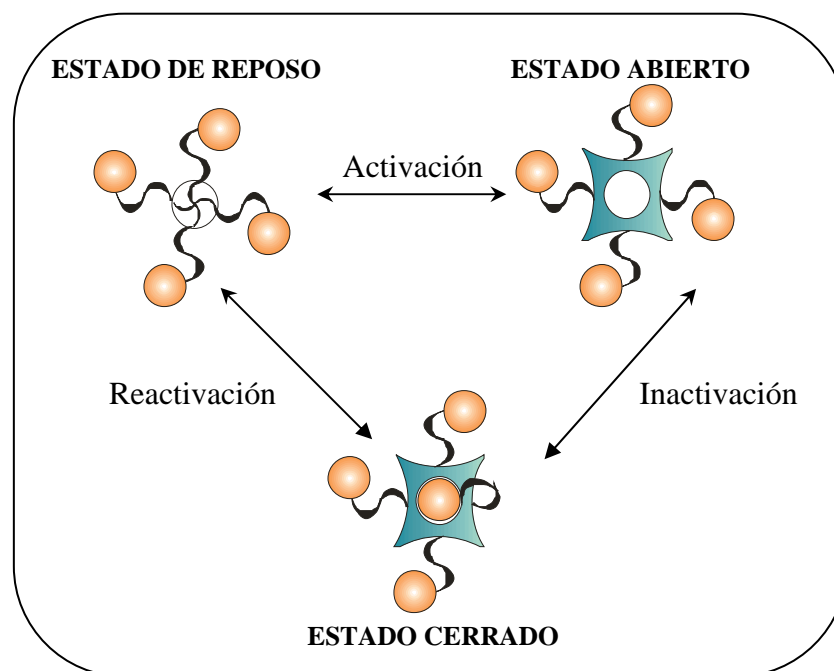 ESTADO DE REPOSO
ESTADO ABIERTO
Activación
Reactivación
Inactivación
ESTADO CERRADO